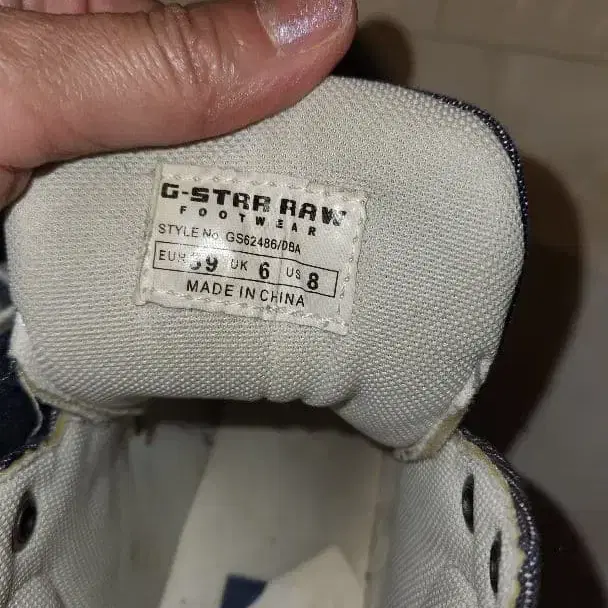 G-STAR RAW
FOOTWEAR
STYLE No. GS62486/DBA
EUR 39 UK 6 US 8
MADE IN CHINA